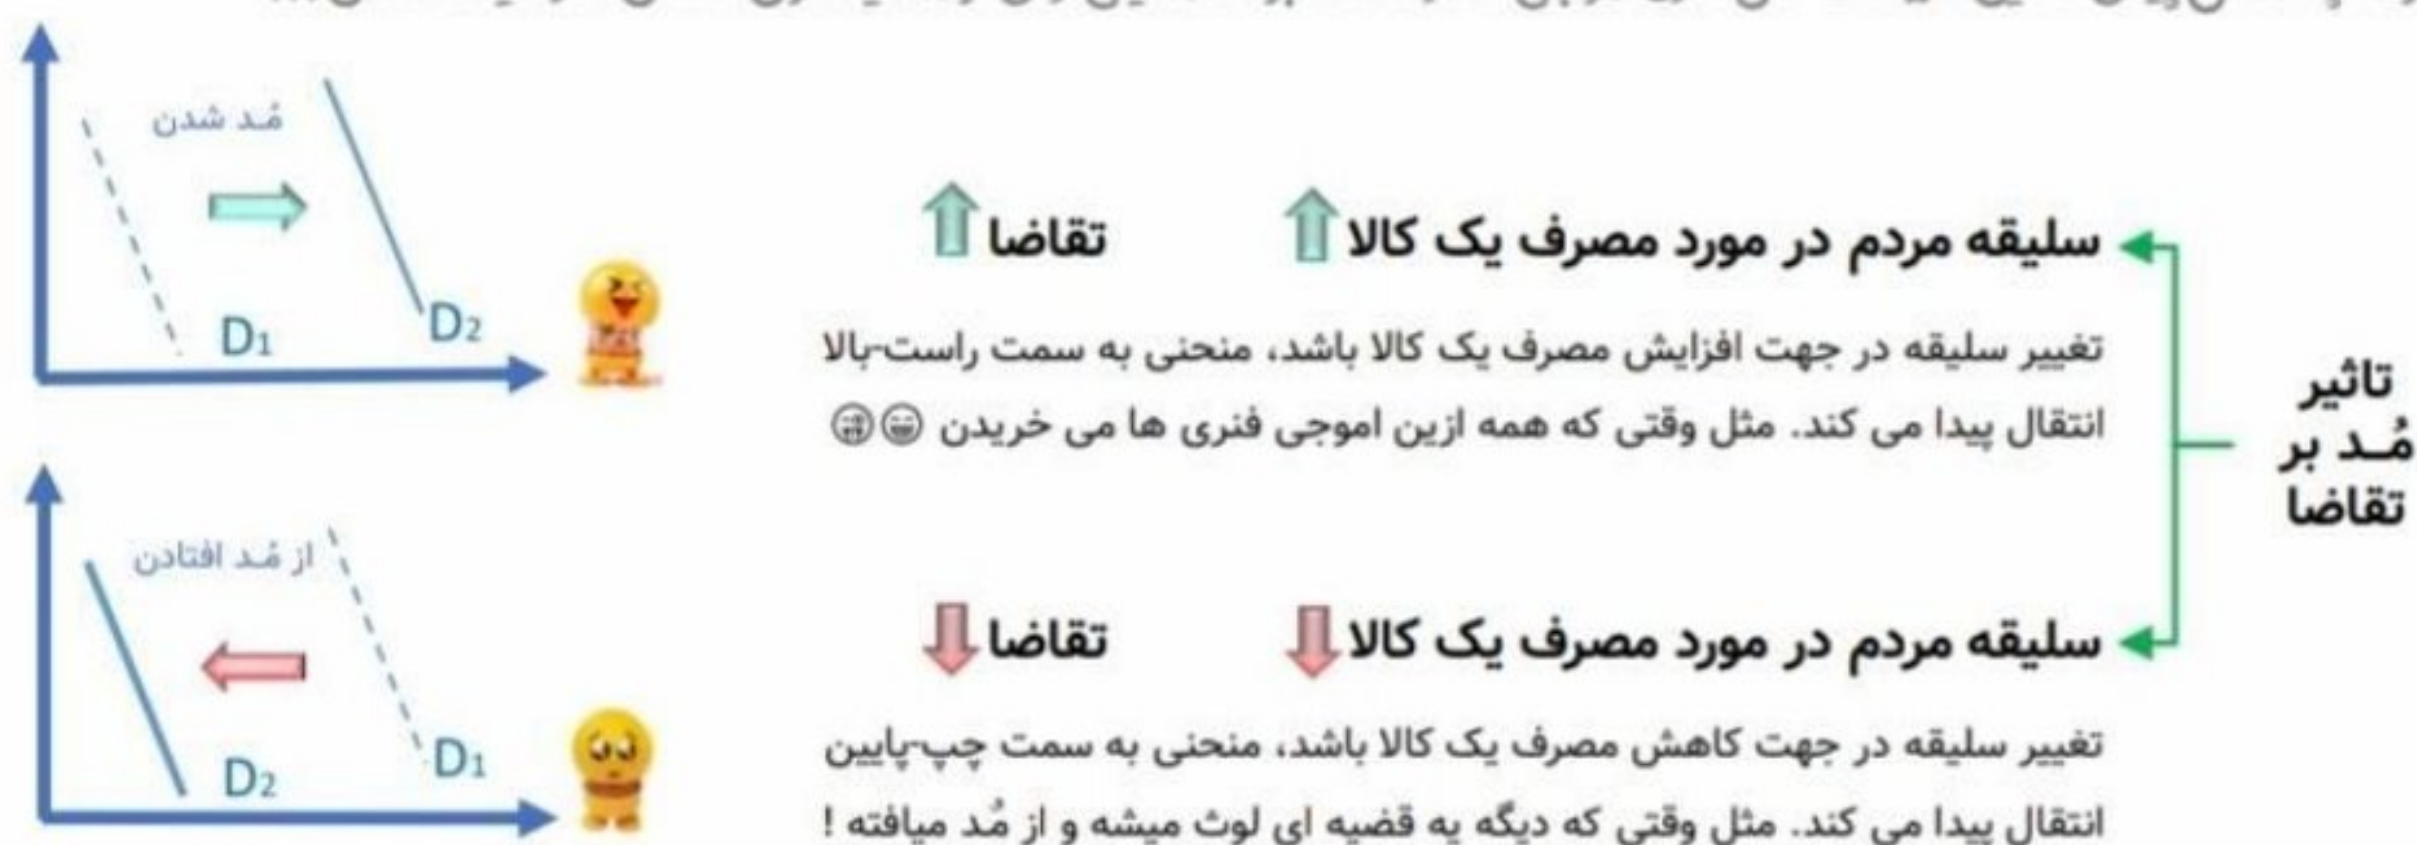 تاثیر
مُـد بر
تقاضا
سلیقه مردم در مورد مصرف یک کالا تقاضا
تغییر سلیقه در جهت افزایش مصرف یک کالا باشد، منحنی به سمت راست-بالا
انتقال پیدا می کند. مثل وقتی که همه ازین اموجی فنری ها می خریدن
مُـد شدن
D1
D2
سلیقه مردم در مورد مصرف یک کالا تقاضا
تغییر سلیقه در جهت کاهش مصرف یک کالا باشد، منحنی به سمت چپ-پایین
انتقال پیدا می کند. مثل وقتی که دیگه یه قضیه ای لوث میشه و از مُد میافته !
از مُـد افتادن
D2
D1